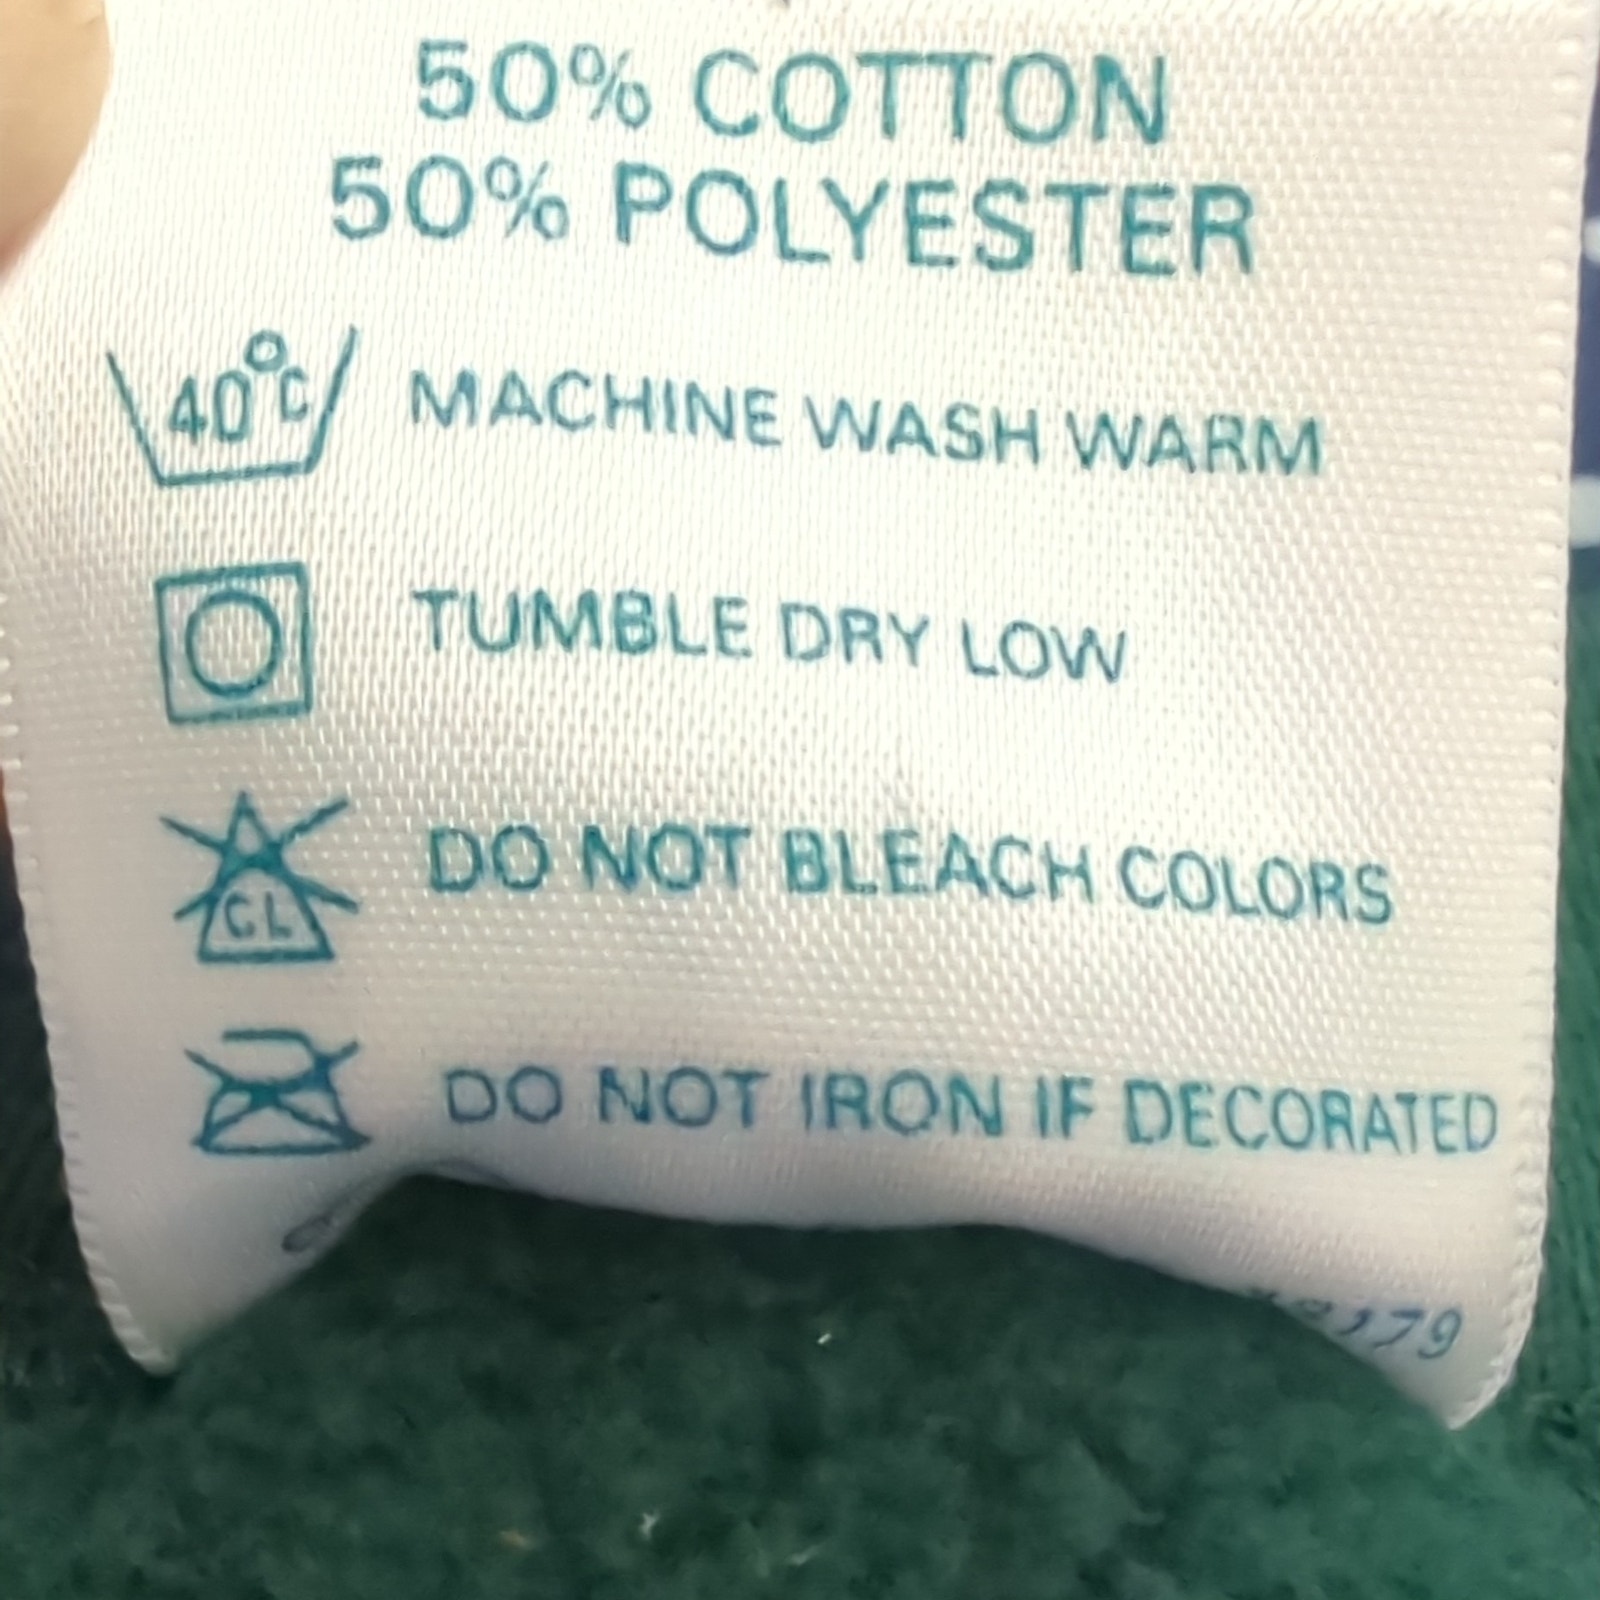 50% COTTON
50% POLYESTER
40°C MACHINE WASH WARM
TUMBLE DRY LOW
CL DO NOT BLEACH COLORS
DO NOT IRON IF DECORATED